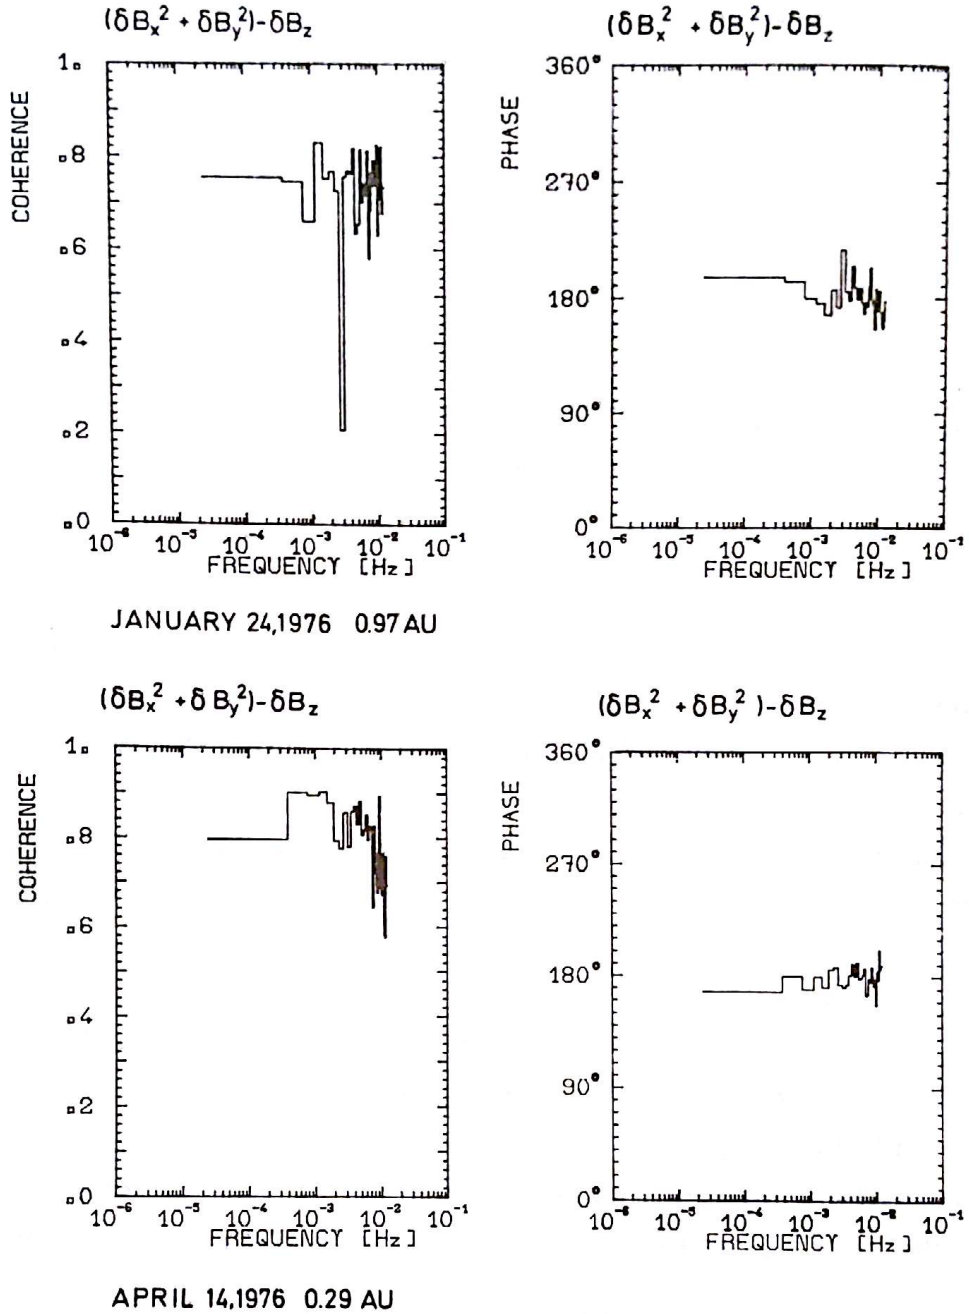 (δBx² + δBy²)-δBz
(δBx² + δBy²)-δBz
1.
.8
.6
.4
.2
.0
COHERENCE
10⁻⁶ 10⁻⁵ 10⁻⁴ 10⁻³ 10⁻² 10⁻¹
FREQUENCY [Hz]
360°
270°
180°
90°
0°
PHASE
10⁻⁶ 10⁻⁵ 10⁻⁴ 10⁻³ 10⁻² 10⁻¹
FREQUENCY [Hz]
JANUARY 24,1976 0.97 AU
(δBx² + δBy²)-δBz
(δBx² + δBy²)-δBz
1.
.8
.6
.4
.2
.0
COHERENCE
10⁻⁶ 10⁻⁵ 10⁻⁴ 10⁻³ 10⁻² 10⁻¹
FREQUENCY [Hz]
360°
270°
180°
90°
0°
PHASE
10⁻⁶ 10⁻⁵ 10⁻⁴ 10⁻³ 10⁻² 10⁻¹
FREQUENCY [Hz]
APRIL 14,1976 0.29 AU